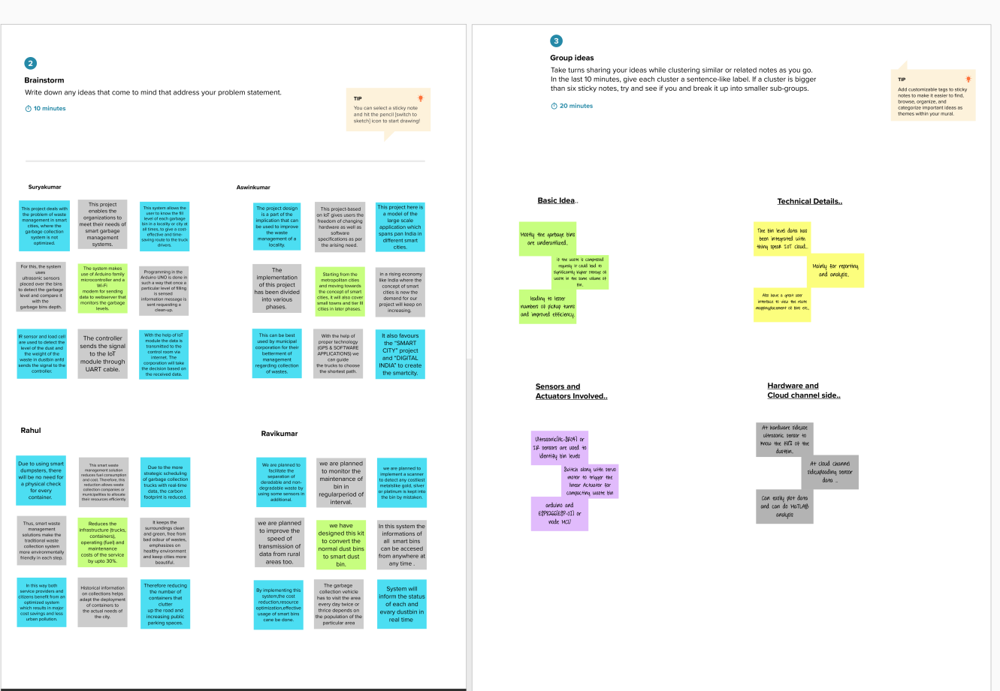 2
Brainstorm
Write down any ideas that come to mind that address your problem statement.
10 minutes
TIP
You can select a sticky note
and hit the pencil [switch to
sketch] icon to start drawing!
Suryakumar
This project deals with
the problem of waste
management in smart
cities, where the
garbage collection
system is not
optimized.
This project
enables the
organizations to
meet their needs of
smart garbage
management
systems.
This system allows the
user to know the fill
level of each garbage
bin in a locality or city at
all times, to give a cost-
effective and time-
saving route to the truck
drivers.
For this, the system
uses
ultrasonic sensors
placed over the bins
to detect the garbage
level and compare it
with the
garbage bins depth.
The system makes
use of Arduino family
microcontroller and a
Wi-Fi
modem for sending
data to webserver that
monitors the garbage
levels.
Programming in the
Arduino UNO is done in
such a way that once a
particular level of filling
is sensed
information message is
sent requesting a
clean-up.
IR sensor and load cell
are used to detect the
level of the dust and
the weight of the
waste in dustbin anfd
sends the signal to the
controller.
The controller
sends the signal
to the IoT
module through
UART cable.
With the help of IoT
module the data is
transmitted to the
control room via
internet. The
corporation will take
the decision based on
the received data.
Aswinkumar
The project design
is a part of the
implication that can
be used to improve
the waste
management of a
locality.
This project-based
on IoT gives users the
freedom of changing
hardware as well as
software
specifications as per
the arising need.
This project here is
a model of the
large scale
application which
spans pan India in
different smart
cities.
The
implementation
of this project
has been divided
into various
phases.
Starting from the
metropolitan cities
and moving towards
the concept of smart
cities, it will also cover
small towns and tier III
cities in later phases.
In a rising economy
like India where the
concept of smart
cities is now the
demand for our
project will keep on
increasing.
This can be best
used by municipal
corporation for their
betterment of
management
regarding collection
of wastes.
With the help of
proper technology
(GPS & SOFTWARE
APPLICATIONS) we
can guide
the trucks to choose
the shortest path.
It also favours
the "SMART
CITY" project
and "DIGITAL
INDIA" to create
the smartcity.
Rahul
Due to using smart
dumpsters, there
will be no need for
a physical check
for every
container.
This smart waste
management solution
reduces fuel consumption
and cost. Therefore, this
reduction allows waste
collection companies or
municipalities to allocate
their resources efficiently
Due to the more
strategic scheduling
of garbage collection
trucks with real-time
data, the carbon
footprint is reduced.
Thus, smart waste
management
solutions make the
traditional waste
collection system
more environmentally
friendly in each step.
Reduces the
infrastructure (trucks,
containers),
operating (fuel) and
maintenance
costs of the service
by upto 30%.
It keeps the
surroundings clean
and green, free from
bad odour of wastes,
emphasizes on
healthy environment
and keep cities more
beautiful.
In this way both
service providers and
citizens benefit from an
optimized system
which results in major
cost savings and less
urban pollution.
Historical information
on collections helps
adapt the deployment
of containers to
the actual needs of
the city.
Therefore reducing
the number of
containers that
clutter
up the road and
increasing public
parking spaces.
Ravikumar
We are planned to
facilitate the
separation of
deradable and non-
degradable waste by
using some sensors in
additional.
we are planned
to monitor the
maintenance of
bin in
regularperiod of
interval.
we are planned to
implement a scanner
to detect any costliest
metalslike gold, silver
or platinum is kept into
the bin by mistaken.
we are planned
to improve the
speed of
transmission of
data from rural
areas too.
we have
designed this kit
to convert the
normal dust bins
to smart dust
bin.
In this system the
informations of
all smart bins
can be accesed
from anywhere at
any time .
By implementing this
system,the cost
reduction,resource
optimization,effective
usage of smart bins
cane be done.
The garbage
collection vehicle
has to visit the area
every day twice or
thrice depends on
the population of the
particular area
System will
inform the status
of each and
evary dustbin in
real time
3
Group ideas
Take turns sharing your ideas while clustering similar or related notes as you go.
In the last 10 minutes, give each cluster a sentence-like label. If a cluster is bigger
than six sticky notes, try and see if you and break it up into smaller sub-groups.
20 minutes
TIP
Add customizable tags to sticky
notes to make it easier to find,
browse, organize, and
categorize important ideas as
themes within your mural.
Basic Idea..
Mostly the garbage bins
are underutilized..
if the waste is compressed
regurely it could lead to
significantly higher storage of
waste in the same volume of
bin.
leading to lesser
numbers of pickup turns
and improved efficiency.
Technical Details..
The bin level data has
been integrated with
thing speak IoT cloud..
Mainly for reporting
and analysis..
Also have a great user
interface to view the route
mapping,placement of bins etc..
Sensors and
Actuators Involved..
Ultrasonic(Hc-SR04) or
IR sensors are used to
identify bin levels
Switch along with servo
motor to trigger the
linear Actuator for
compacting waste bin
arduino and
ESP8266(ESP-01) or
node MCU
Hardware and
Cloud channel side..
At hardware side,use
ultrasonic sensor to
know the fill% of the
dustbin..
At cloud channel
side,uploading sensor
data ..
Can easily plot data
and can do MATLAB
analysis